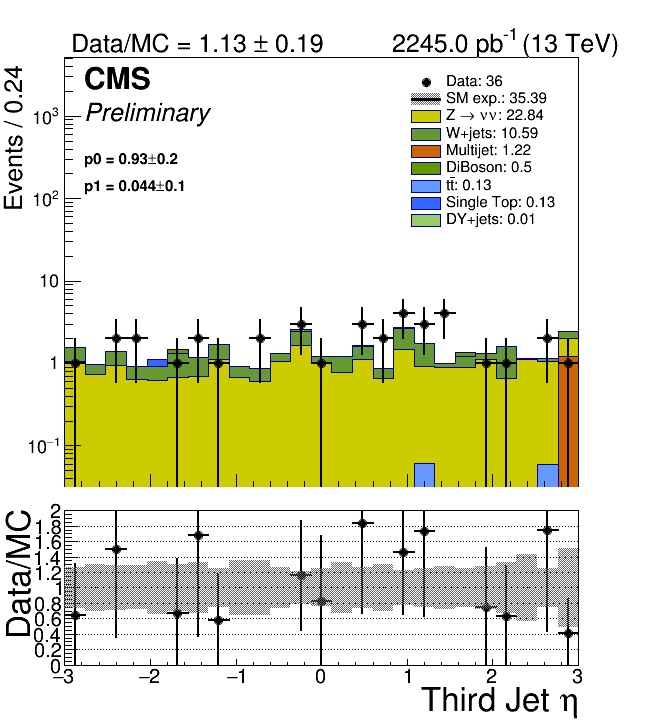 Data/MC = 1.13 ± 0.19
2245.0 pb⁻¹ (13 TeV)
Events / 0.24
CMS
Preliminary
p0 = 0.93±0.2
p1 = 0.044±0.1
Data: 36
SM exp.: 35.39
Z → νν: 22.84
W+jets: 10.59
Multijet: 1.22
DiBoson: 0.5
tt̄: 0.13
Single Top: 0.13
DY+jets: 0.01
10³
10²
10
1
10⁻¹
Data/MC
2
1.8
1.6
1.4
1.2
1
0.8
0.6
0.4
0.2
0
−3 −2 −1 0 1 2 3
Third Jet η